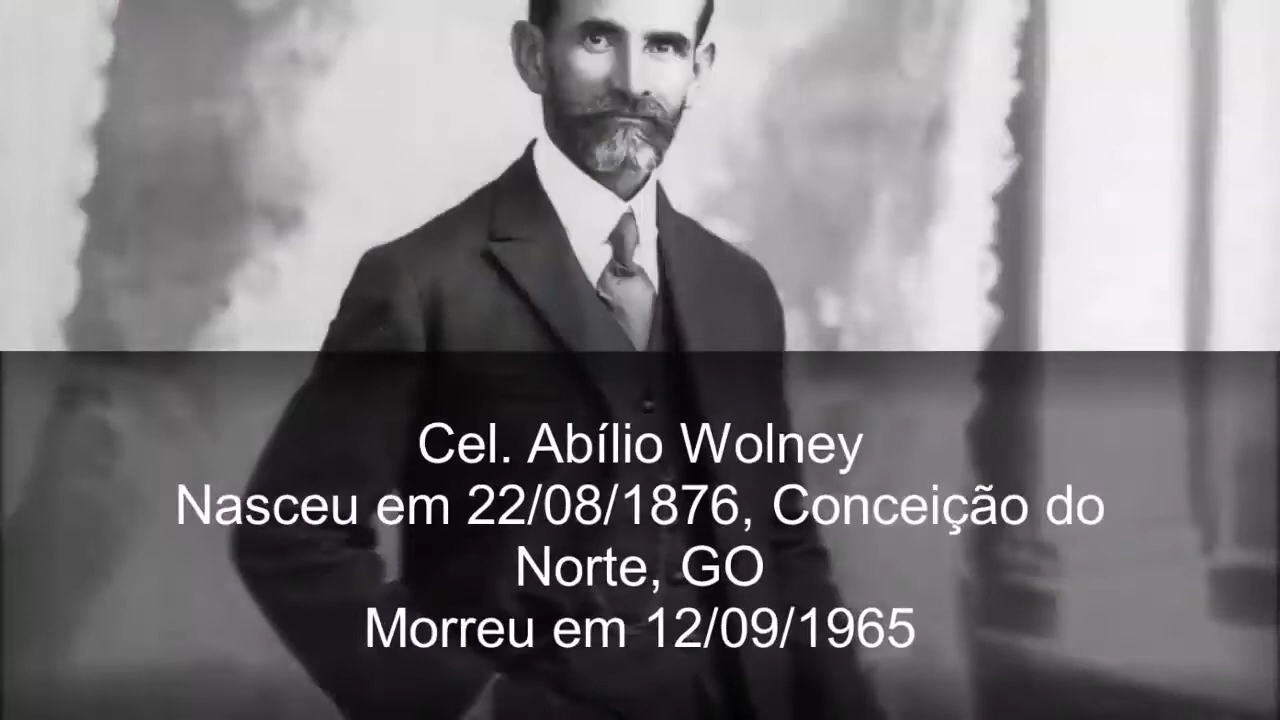 Cel. Abílio Wolney
Nasceu em 22/08/1876, Conceição do
Norte, GO
Morreu em 12/09/1965